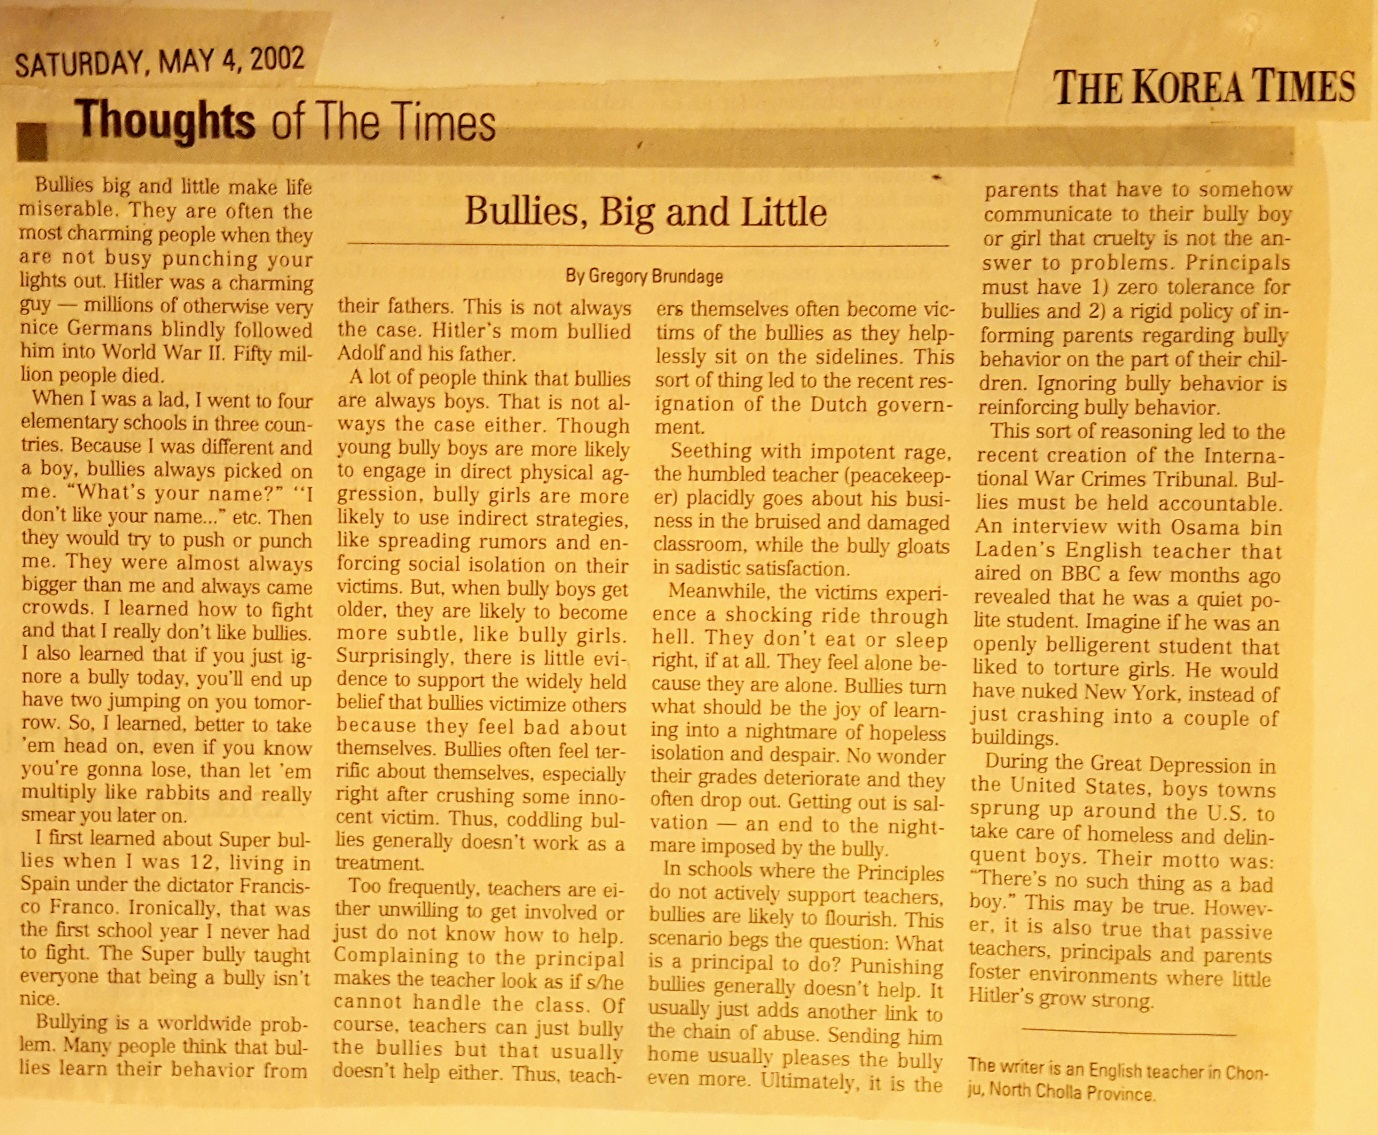 SATURDAY, MAY 4, 2002
THE KOREA TIMES
Thoughts of The Times
Bullies, Big and Little
By Gregory Brundage
Bullies big and little make life
miserable. They are often the
most charming people when they
are not busy punching your
lights out. Hitler was a charming
guy — millions of otherwise very
nice Germans blindly followed
him into World War II. Fifty mil-
lion people died.
When I was a lad, I went to four
elementary schools in three coun-
tries. Because I was different and
a boy, bullies always picked on
me. “What’s your name?” “I
don’t like your name...” etc. Then
they would try to push or punch
me. They were almost always
bigger than me and always came
crowds. I learned how to fight
and that I really don’t like bullies.
I also learned that if you just ig-
nore a bully today, you’ll end up
have two jumping on you tomor-
row. So, I learned, better to take
’em head on, even if you know
you’re gonna lose, than let ’em
multiply like rabbits and really
smear you later on.
I first learned about Super bul-
lies when I was 12, living in
Spain under the dictator Francis-
co Franco. Ironically, that was
the first school year I never had
to fight. The Super bully taught
everyone that being a bully isn’t
nice.
Bullying is a worldwide prob-
lem. Many people think that bul-
lies learn their behavior from
their fathers. This is not always
the case. Hitler’s mom bullied
Adolf and his father.
A lot of people think that bullies
are always boys. That is not al-
ways the case either. Though
young bully boys are more likely
to engage in direct physical ag-
gression, bully girls are more
likely to use indirect strategies,
like spreading rumors and en-
forcing social isolation on their
victims. But, when bully boys get
older, they are likely to become
more subtle, like bully girls.
Surprisingly, there is little evi-
dence to support the widely held
belief that bullies victimize others
because they feel bad about
themselves. Bullies often feel ter-
rific about themselves, especially
right after crushing some inno-
cent victim. Thus, coddling bul-
lies generally doesn’t work as a
treatment.
Too frequently, teachers are ei-
ther unwilling to get involved or
just do not know how to help.
Complaining to the principal
makes the teacher look as if s/he
cannot handle the class. Of
course, teachers can just bully
the bullies but that usually
doesn’t help either. Thus, teach-
ers themselves often become vic-
tims of the bullies as they help-
lessly sit on the sidelines. This
sort of thing led to the recent res-
ignation of the Dutch govern-
ment.
Seething with impotent rage,
the humbled teacher (peacekeep-
er) placidly goes about his busi-
ness in the bruised and damaged
classroom, while the bully gloats
in sadistic satisfaction.
Meanwhile, the victims experi-
ence a shocking ride through
hell. They don’t eat or sleep
right, if at all. They feel alone be-
cause they are alone. Bullies turn
what should be the joy of learn-
ing into a nightmare of hopeless
isolation and despair. No wonder
their grades deteriorate and they
often drop out. Getting out is sal-
vation — an end to the night-
mare imposed by the bully.
In schools where the Principles
do not actively support teachers,
bullies are likely to flourish. This
scenario begs the question: What
is a principal to do? Punishing
bullies generally doesn’t help. It
usually just adds another link to
the chain of abuse. Sending him
home usually pleases the bully
even more. Ultimately, it is the
parents that have to somehow
communicate to their bully boy
or girl that cruelty is not the an-
swer to problems. Principals
must have 1) zero tolerance for
bullies and 2) a rigid policy of in-
forming parents regarding bully
behavior on the part of their chil-
dren. Ignoring bully behavior is
reinforcing bully behavior.
This sort of reasoning led to the
recent creation of the Interna-
tional War Crimes Tribunal. Bul-
lies must be held accountable.
An interview with Osama bin
Laden’s English teacher that
aired on BBC a few months ago
revealed that he was a quiet po-
lite student. Imagine if he was an
openly belligerent student that
liked to torture girls. He would
have nuked New York, instead of
just crashing into a couple of
buildings.
During the Great Depression in
the United States, boys towns
sprung up around the U.S. to
take care of homeless and delin-
quent boys. Their motto was:
“There’s no such thing as a bad
boy.” This may be true. Howev-
er, it is also true that passive
teachers, principals and parents
foster environments where little
Hitler’s grow strong.
The writer is an English teacher in Chon-
ju, North Cholla Province.